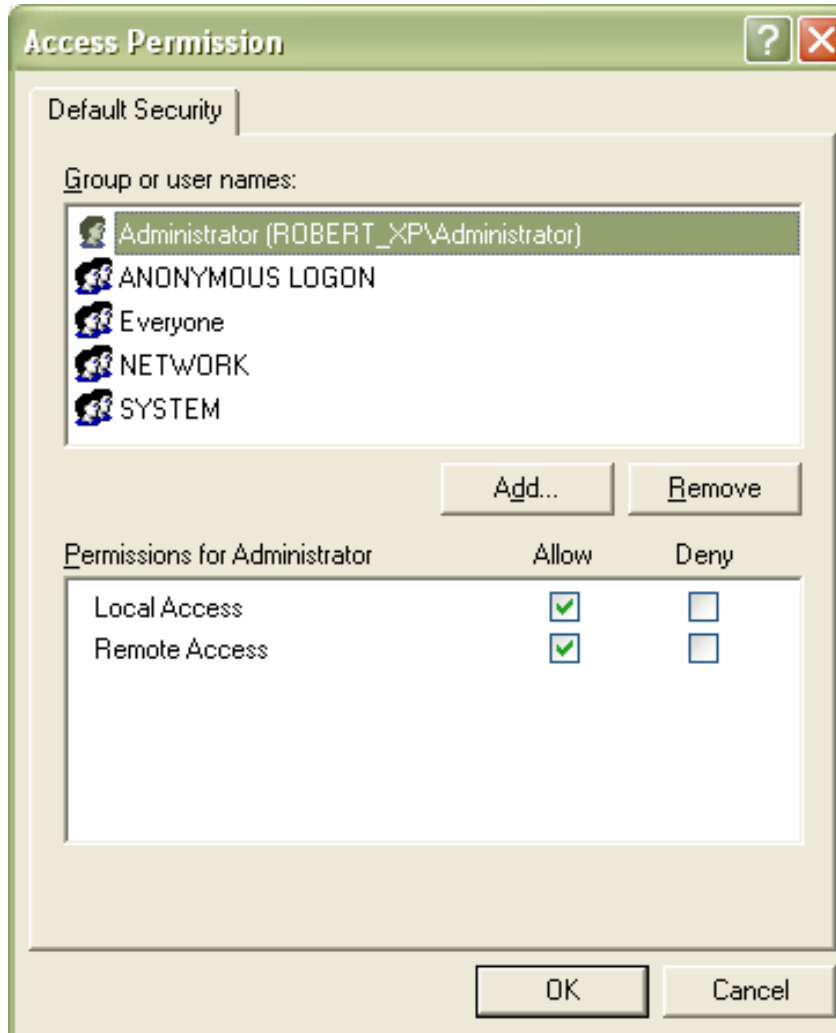 Access Permission
Default Security
Group or user names:
Administrator (ROBERT_XP\Administrator)
ANONYMOUS LOGON
Everyone
NETWORK
SYSTEM
Add... Remove
Permissions for Administrator Allow Deny
Local Access
Remote Access
OK Cancel